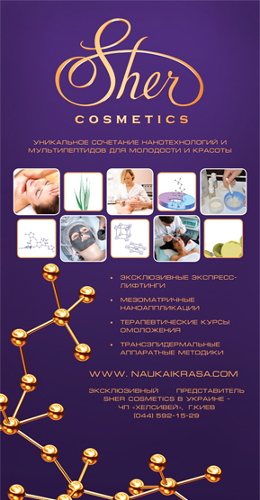 Sher
COSMETICS
УНИКАЛЬНОЕ СОЧЕТАНИЕ НАНОТЕХНОЛОГИЙ И
МУЛЬТИПЕПТИДОВ ДЛЯ МОЛОДОСТИ И КРАСОТЫ
• ЭКСКЛЮЗИВНЫЕ ЭКСПРЕСС-
ЛИФТИНГИ
• МЕЗОМАТРИЧНЫЕ
НАНОАППЛИКАЦИИ
• ТЕРАПЕВТИЧЕСКИЕ КУРСЫ
ОМОЛОЖЕНИЯ
• ТРАНСЭПИДЕРМАЛЬНЫЕ
АППАРАТНЫЕ МЕТОДИКИ
WWW. NAUKAIKRASA.COM
ЭКСКЛЮЗИВНЫЙ ПРЕДСТАВИТЕЛЬ
SHER COSMETICS В УКРАИНЕ -
ЧП «ХЕЛСИВЕЙ», Г.КИЕВ
(044) 592-15-29